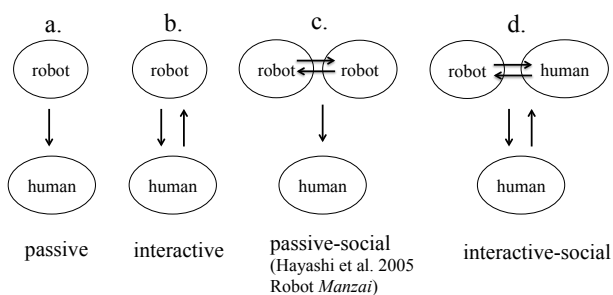 a.
b.
c.
d.
robot
robot
robot robot
robot human
human
human
human
human
passive
interactive
passive-social
(Hayashi et al. 2005
Robot Manzai)
interactive-social